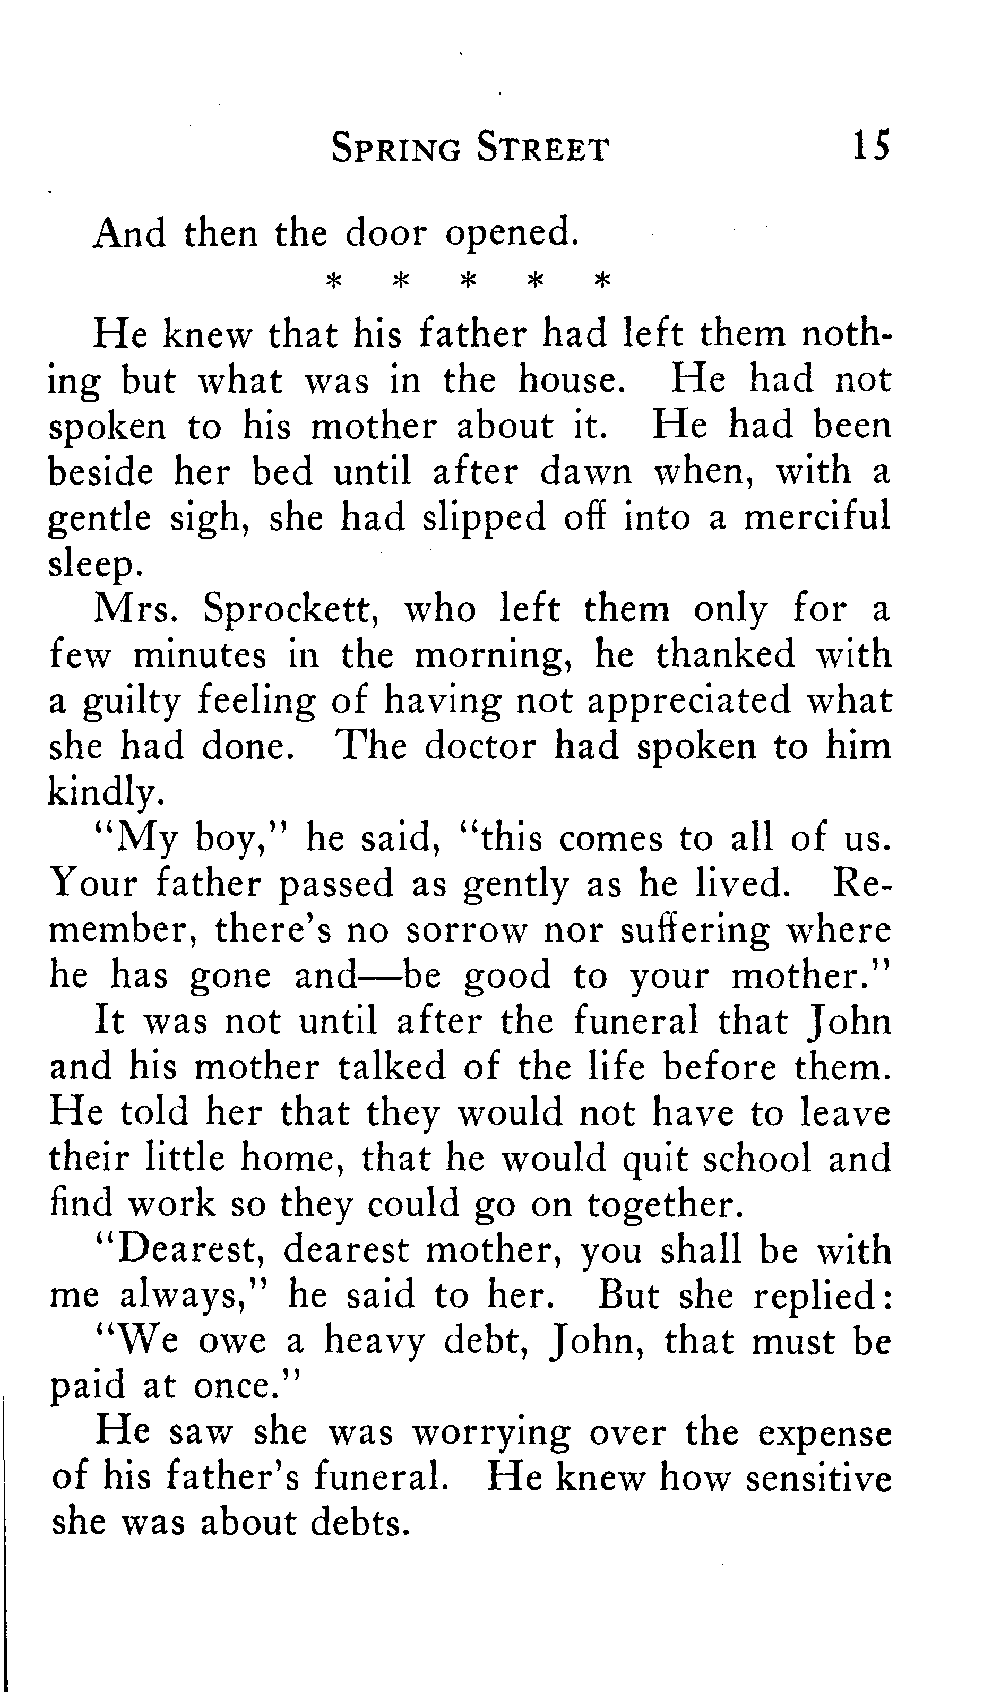 SPRING STREET 15
And then the door opened.
* * * * *
He knew that his father had left them noth-
ing but what was in the house. He had not
spoken to his mother about it. He had been
beside her bed until after dawn when, with a
gentle sigh, she had slipped off into a merciful
sleep.
Mrs. Sprockett, who left them only for a
few minutes in the morning, he thanked with
a guilty feeling of having not appreciated what
she had done. The doctor had spoken to him
kindly.
"My boy," he said, "this comes to all of us.
Your father passed as gently as he lived. Re-
member, there's no sorrow nor suffering where
he has gone and—be good to your mother."
It was not until after the funeral that John
and his mother talked of the life before them.
He told her that they would not have to leave
their little home, that he would quit school and
find work so they could go on together.
"Dearest, dearest mother, you shall be with
me always," he said to her. But she replied:
"We owe a heavy debt, John, that must be
paid at once."
He saw she was worrying over the expense
of his father's funeral. He knew how sensitive
she was about debts.